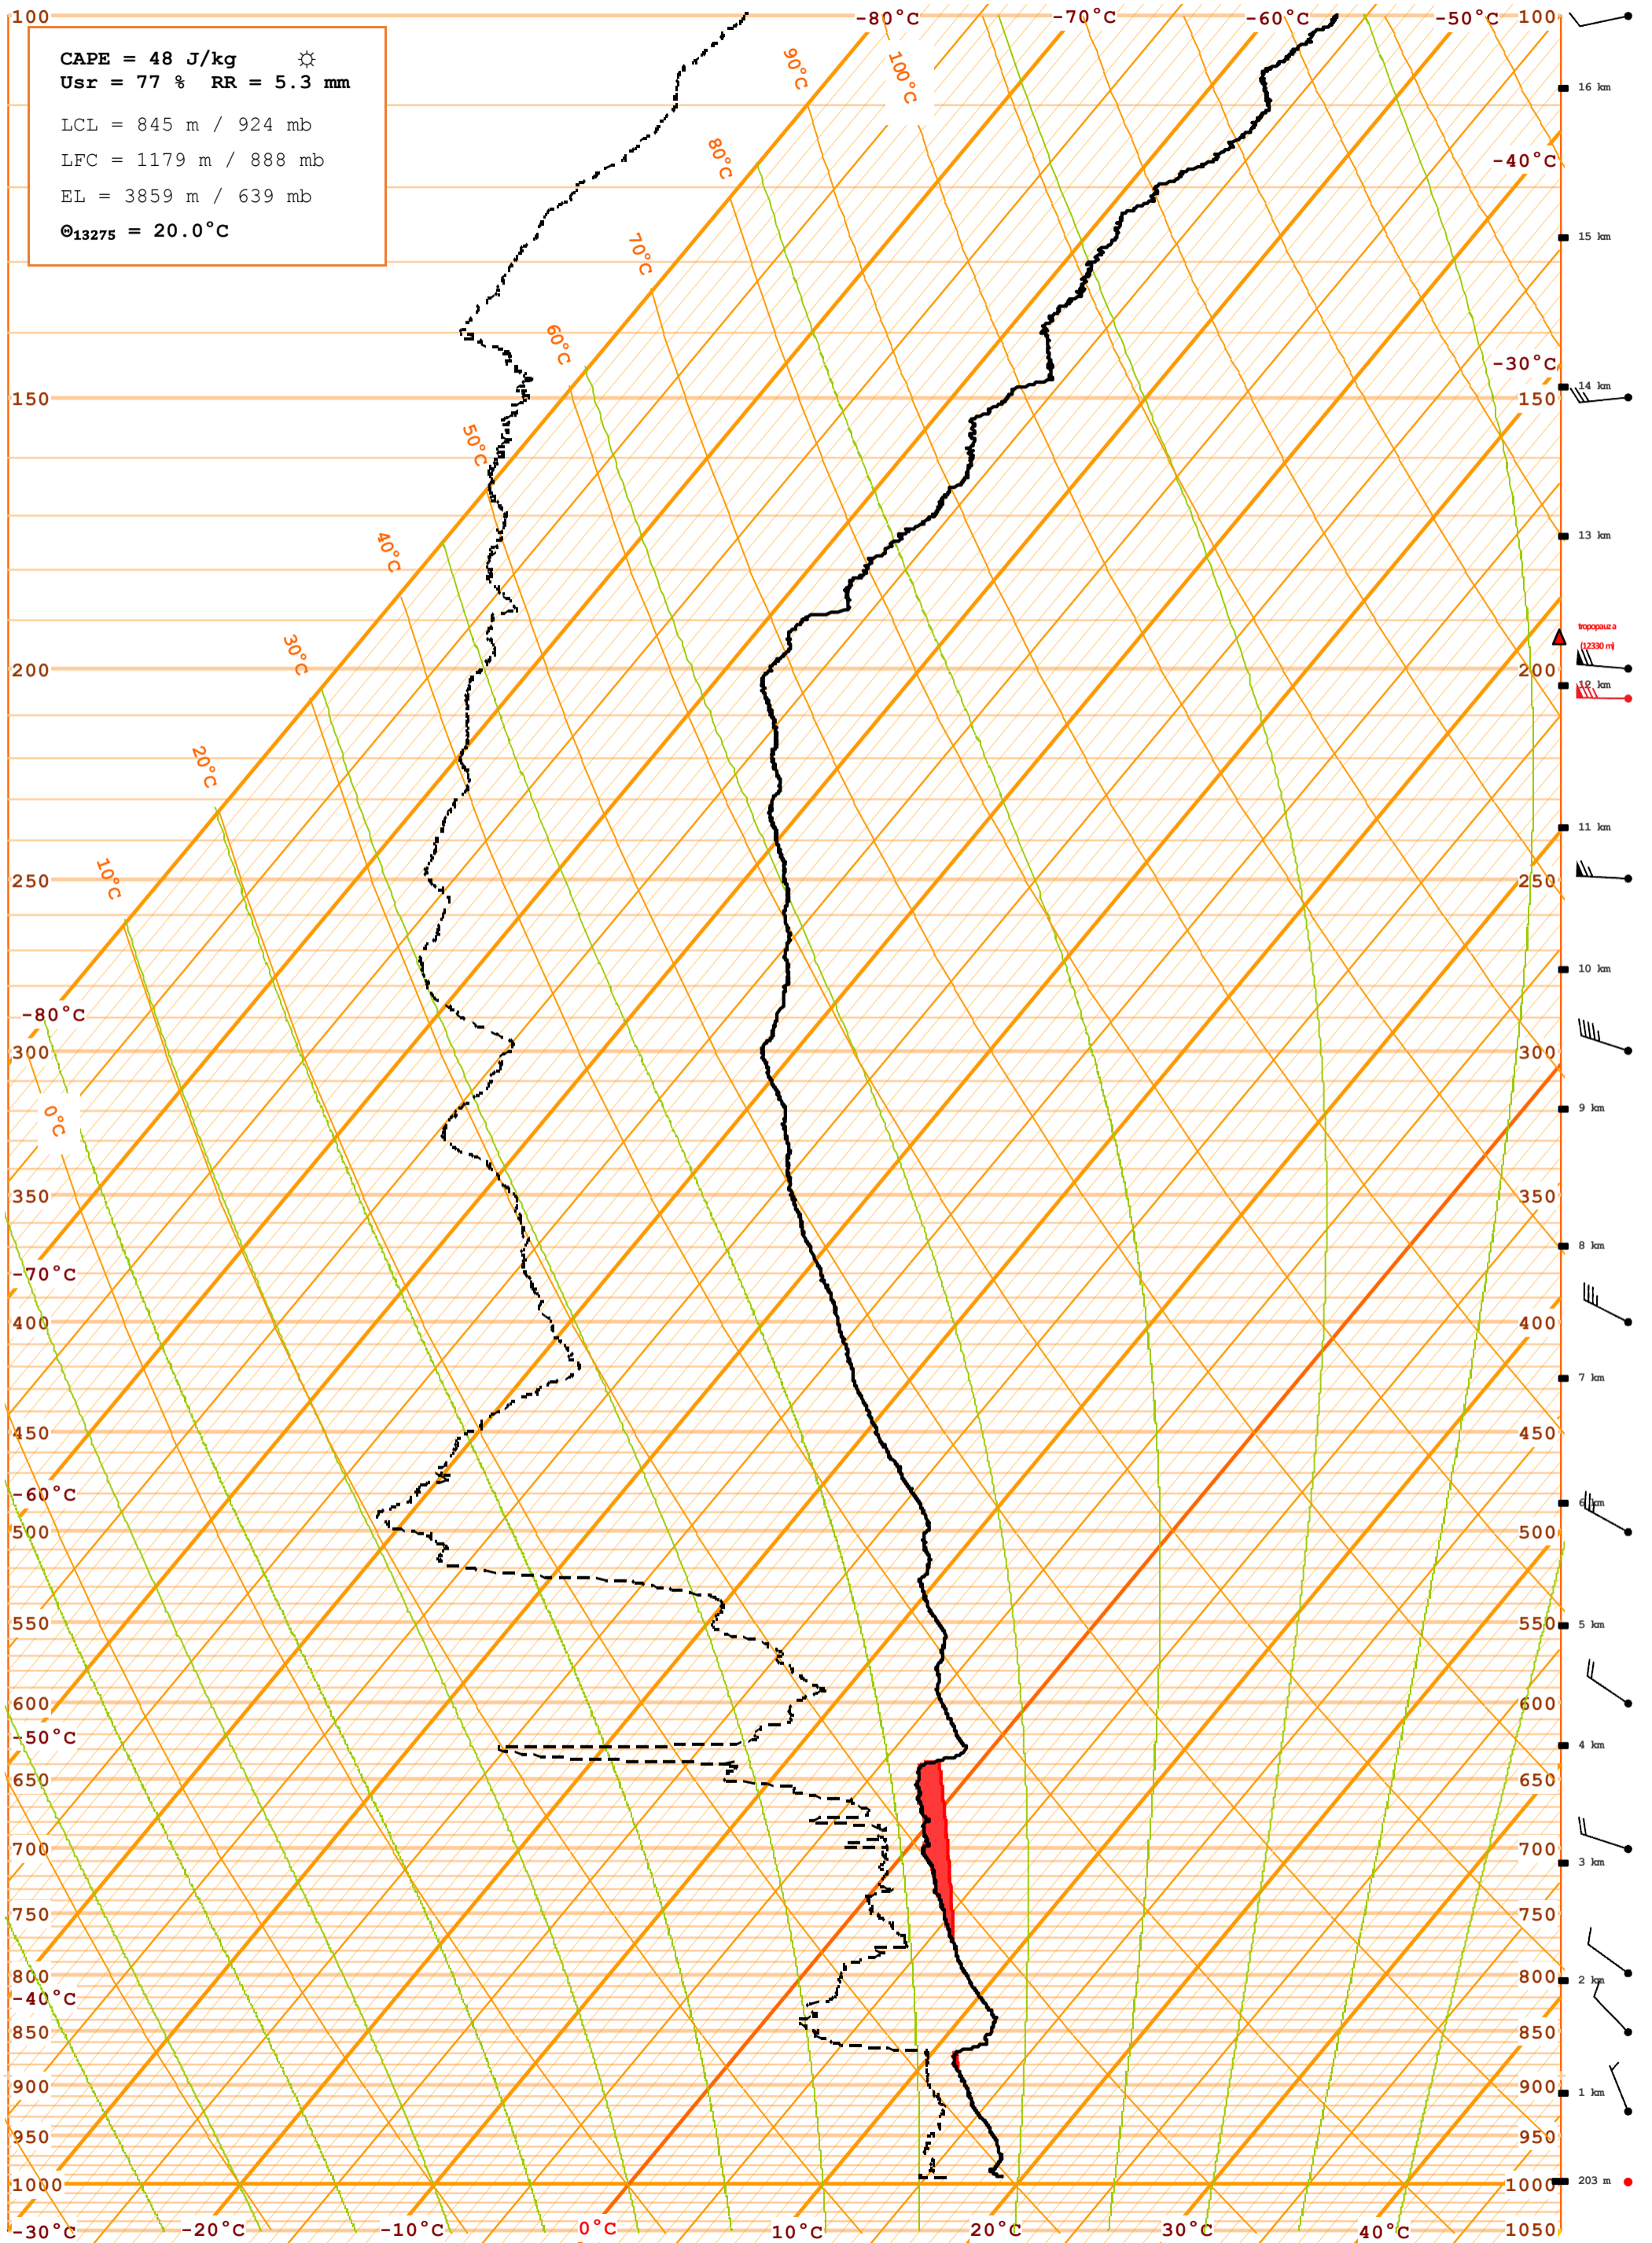 100 -80°C -70°C -60°C -50°C 100
CAPE = 48 J/kg ☼
Usr = 77 % RR = 5.3 mm
LCL = 845 m / 924 mb
LFC = 1179 m / 888 mb
EL = 3859 m / 639 mb
Θ13275 = 20.0°C
90°C 100°C
16 km
80°C -40°C
70°C 15 km
60°C -30°C
14 km
150 150
50°C
40°C 13 km
30°C tropopauza
(12330 m)
200 200
12 km
20°C
11 km
10°C 250 250
10 km
-80°C
300 300
0°C 9 km
350 350
8 km
-70°C
400 400
7 km
450 450
-60°C 6 km
500 500
550 550 5 km
600 600
-50°C 4 km
650 650
700 700
3 km
750 750
800 800 2 km
-40°C
850 850
900 900 1 km
950 950
1000 1000 203 m
-30°C -20°C -10°C 0°C 10°C 20°C 30°C 40°C 1050